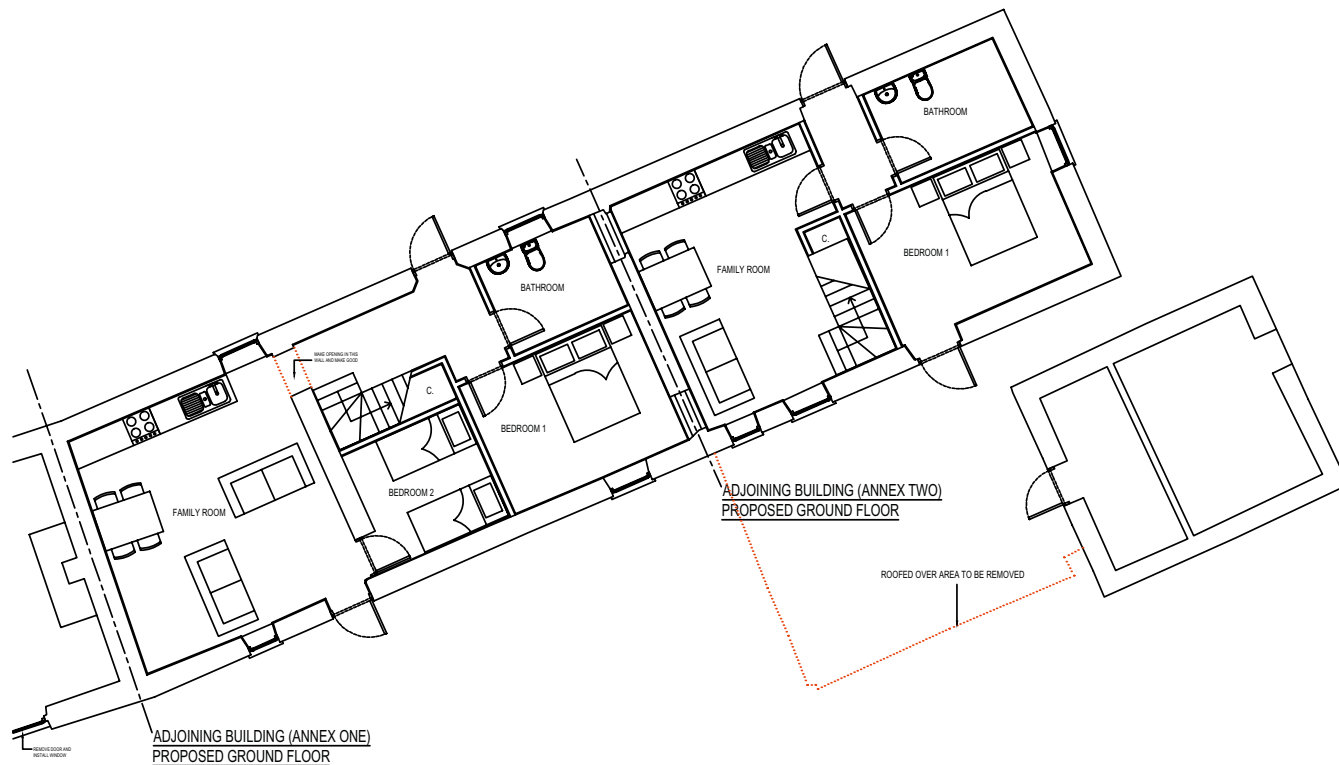 BATHROOM
BEDROOM 1
FAMILY ROOM
C.
BATHROOM
MAKE OPENING IN THIS
WALL AND MAKE GOOD
C.
BEDROOM 1
BEDROOM 2
FAMILY ROOM
ADJOINING BUILDING (ANNEX TWO)
PROPOSED GROUND FLOOR
ROOFED OVER AREA TO BE REMOVED
ADJOINING BUILDING (ANNEX ONE)
PROPOSED GROUND FLOOR
REMOVE DOOR AND
INSTALL WINDOW